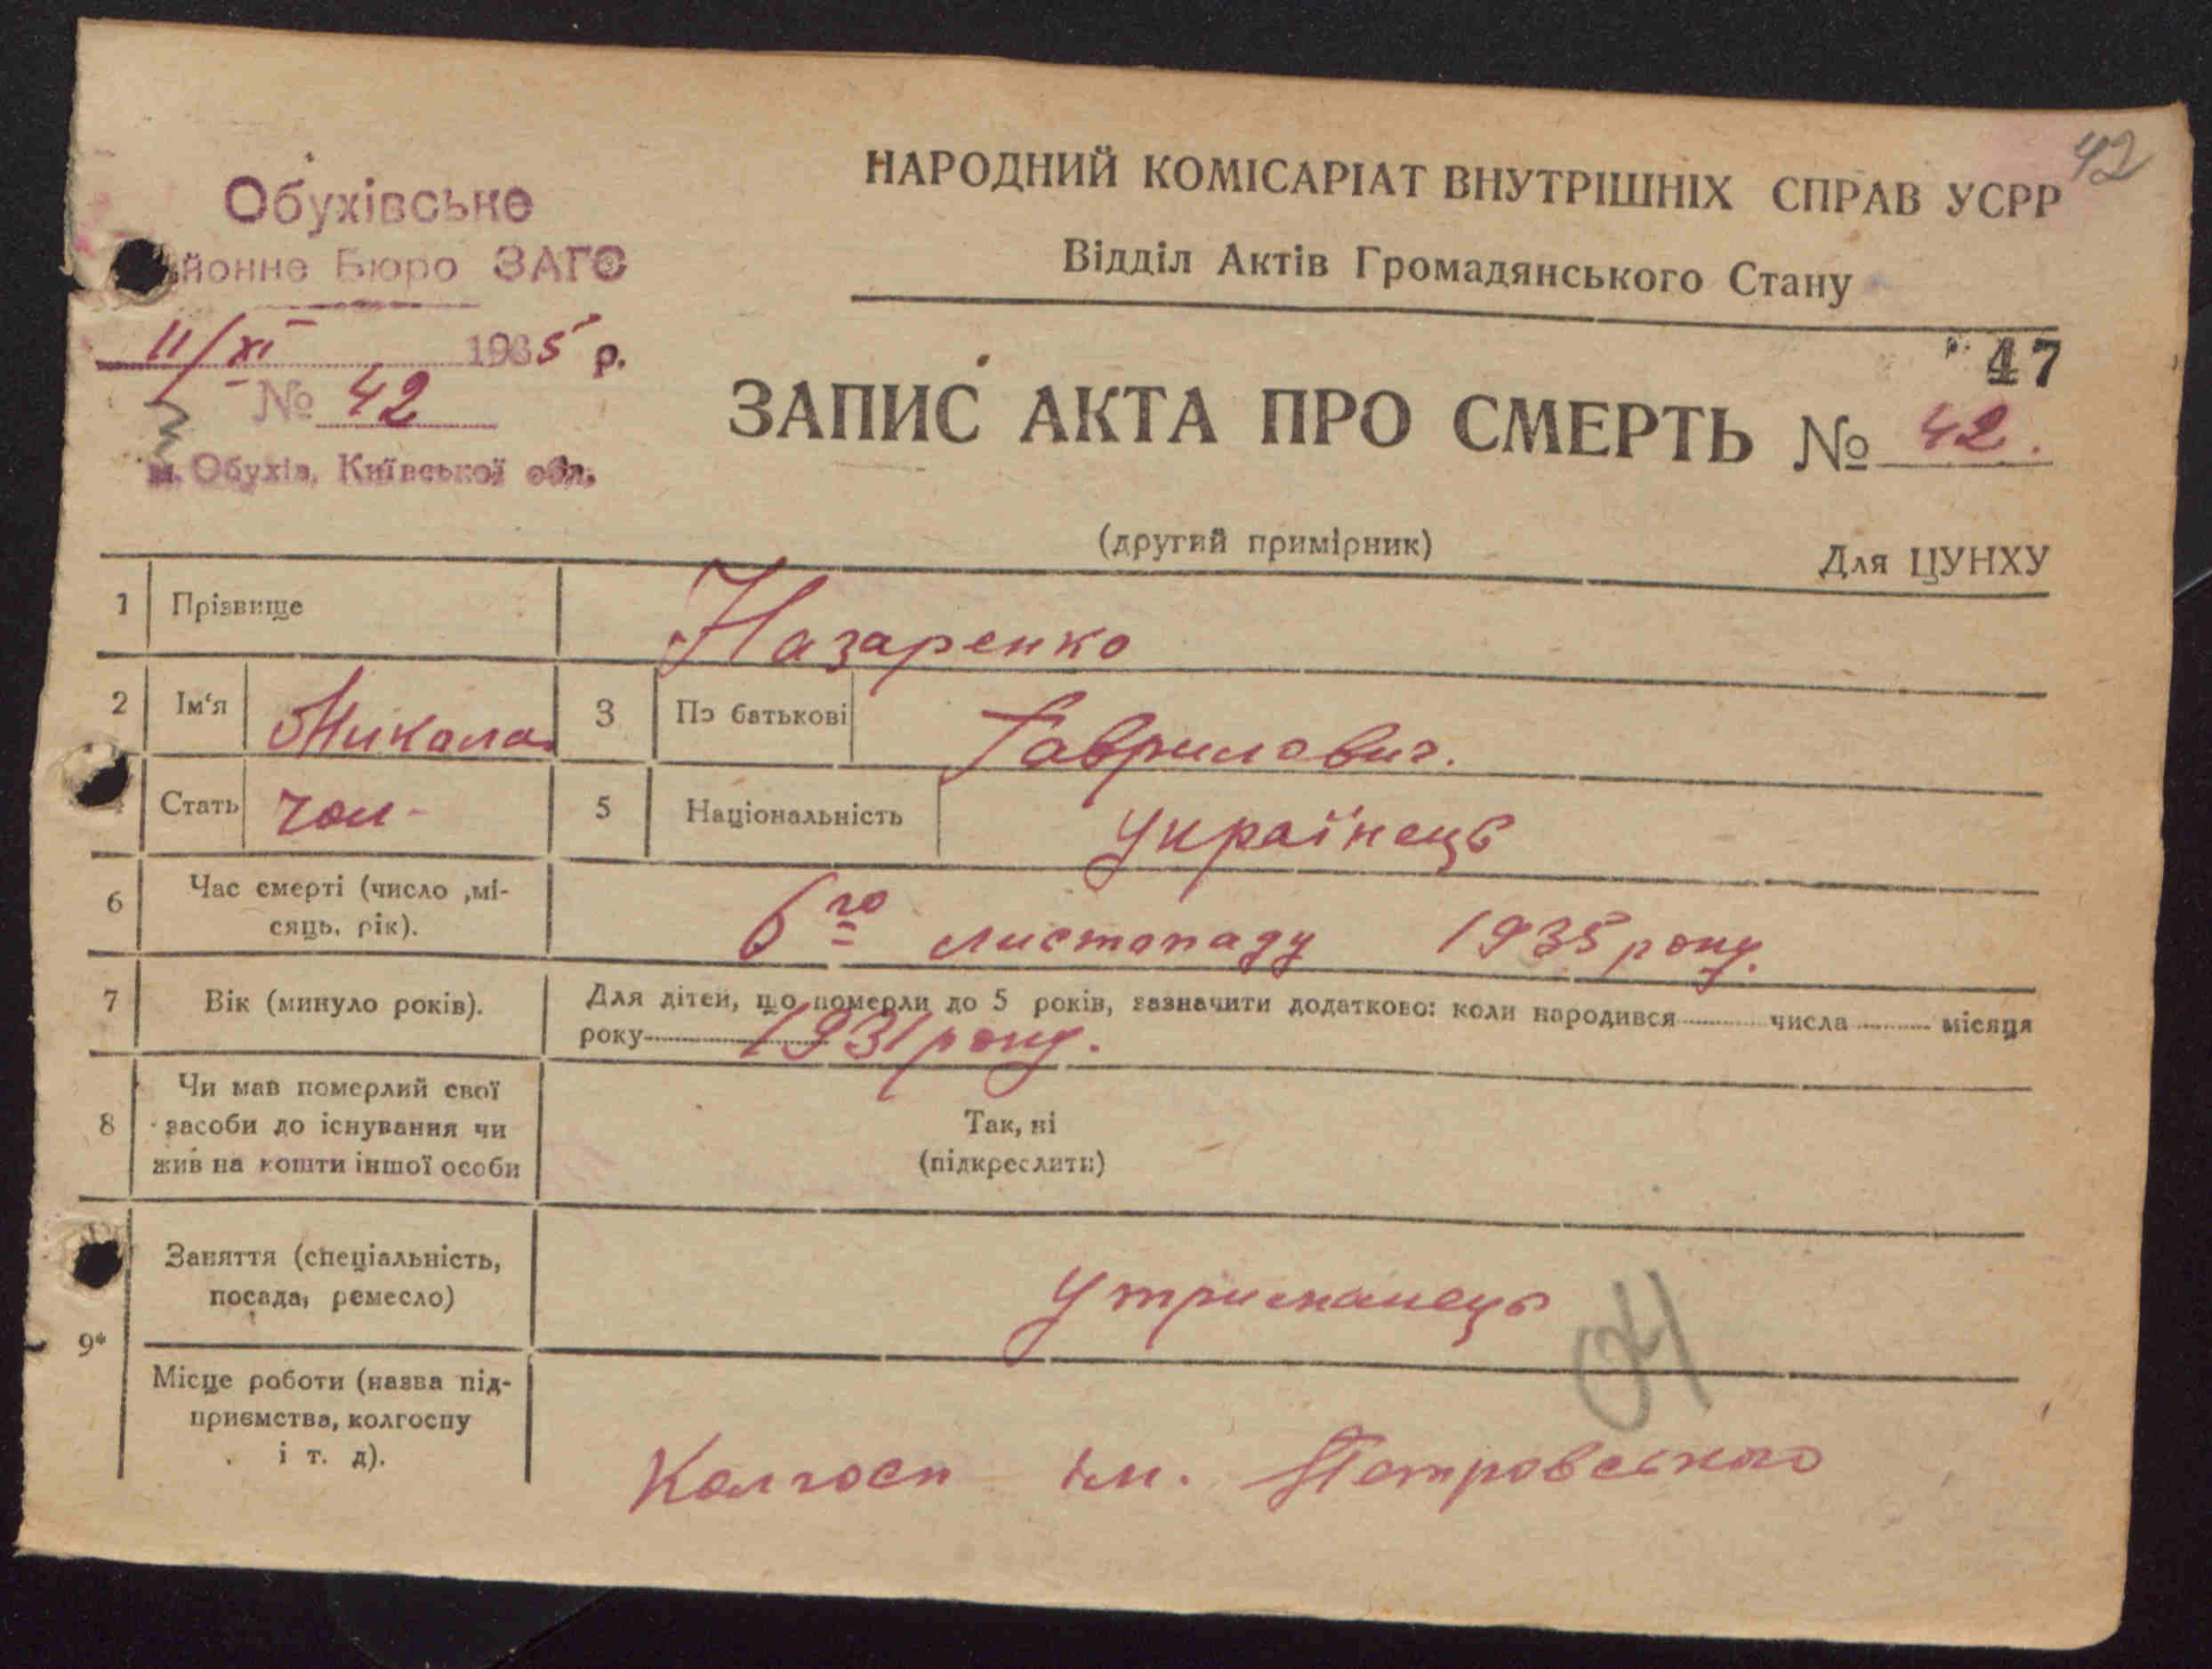 42
Обухівське
йонне Бюро ЗАГС
11/XI 1935 р.
№ 42
м. Обухів, Київської обл.
НАРОДНИЙ КОМІСАРІАТ ВНУТРІШНІХ СПРАВ УСРР
Відділ Актів Громадянського Стану
47
ЗАПИС АКТА ПРО СМЕРТЬ № 42.
(другий примірник)
Для ЦУНХУ
1 Прізвище Назаренко
2 Ім'я Микола 3 По батькові Гаврилович.
Стать чол- 5 Національність Українець
6 Час смерті (число ,мі-
сяць, рік). 6го листопаду 1935 року.
7 Вік (минуло років). Для дітей, що померли до 5 років, зазначити додатково: коли народився числа місяця
року 1931 року.
8 Чи мав померлий свої
засоби до існування чи
жив на кошти іншої особи
Так, ні
(підкреслити)
9*
Заняття (спеціальність,
посада, ремесло) Утриманець
Місце роботи (назва під-
приємства, колгоспу
і т. д).
Колгосп ім. Петровського